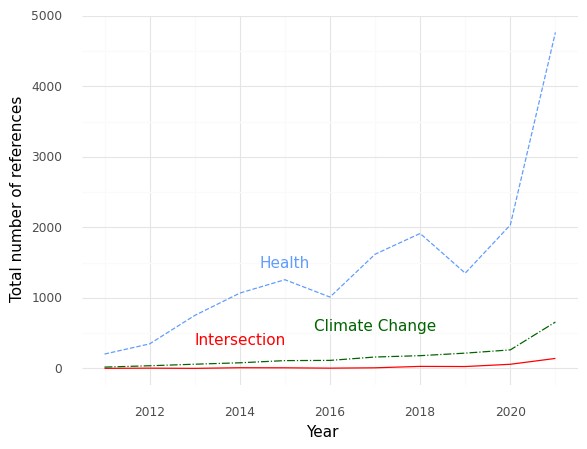 5000
4000
3000
2000
1000
0
Total number of references
Health
Climate Change
Intersection
2012 2014 2016 2018 2020
Year